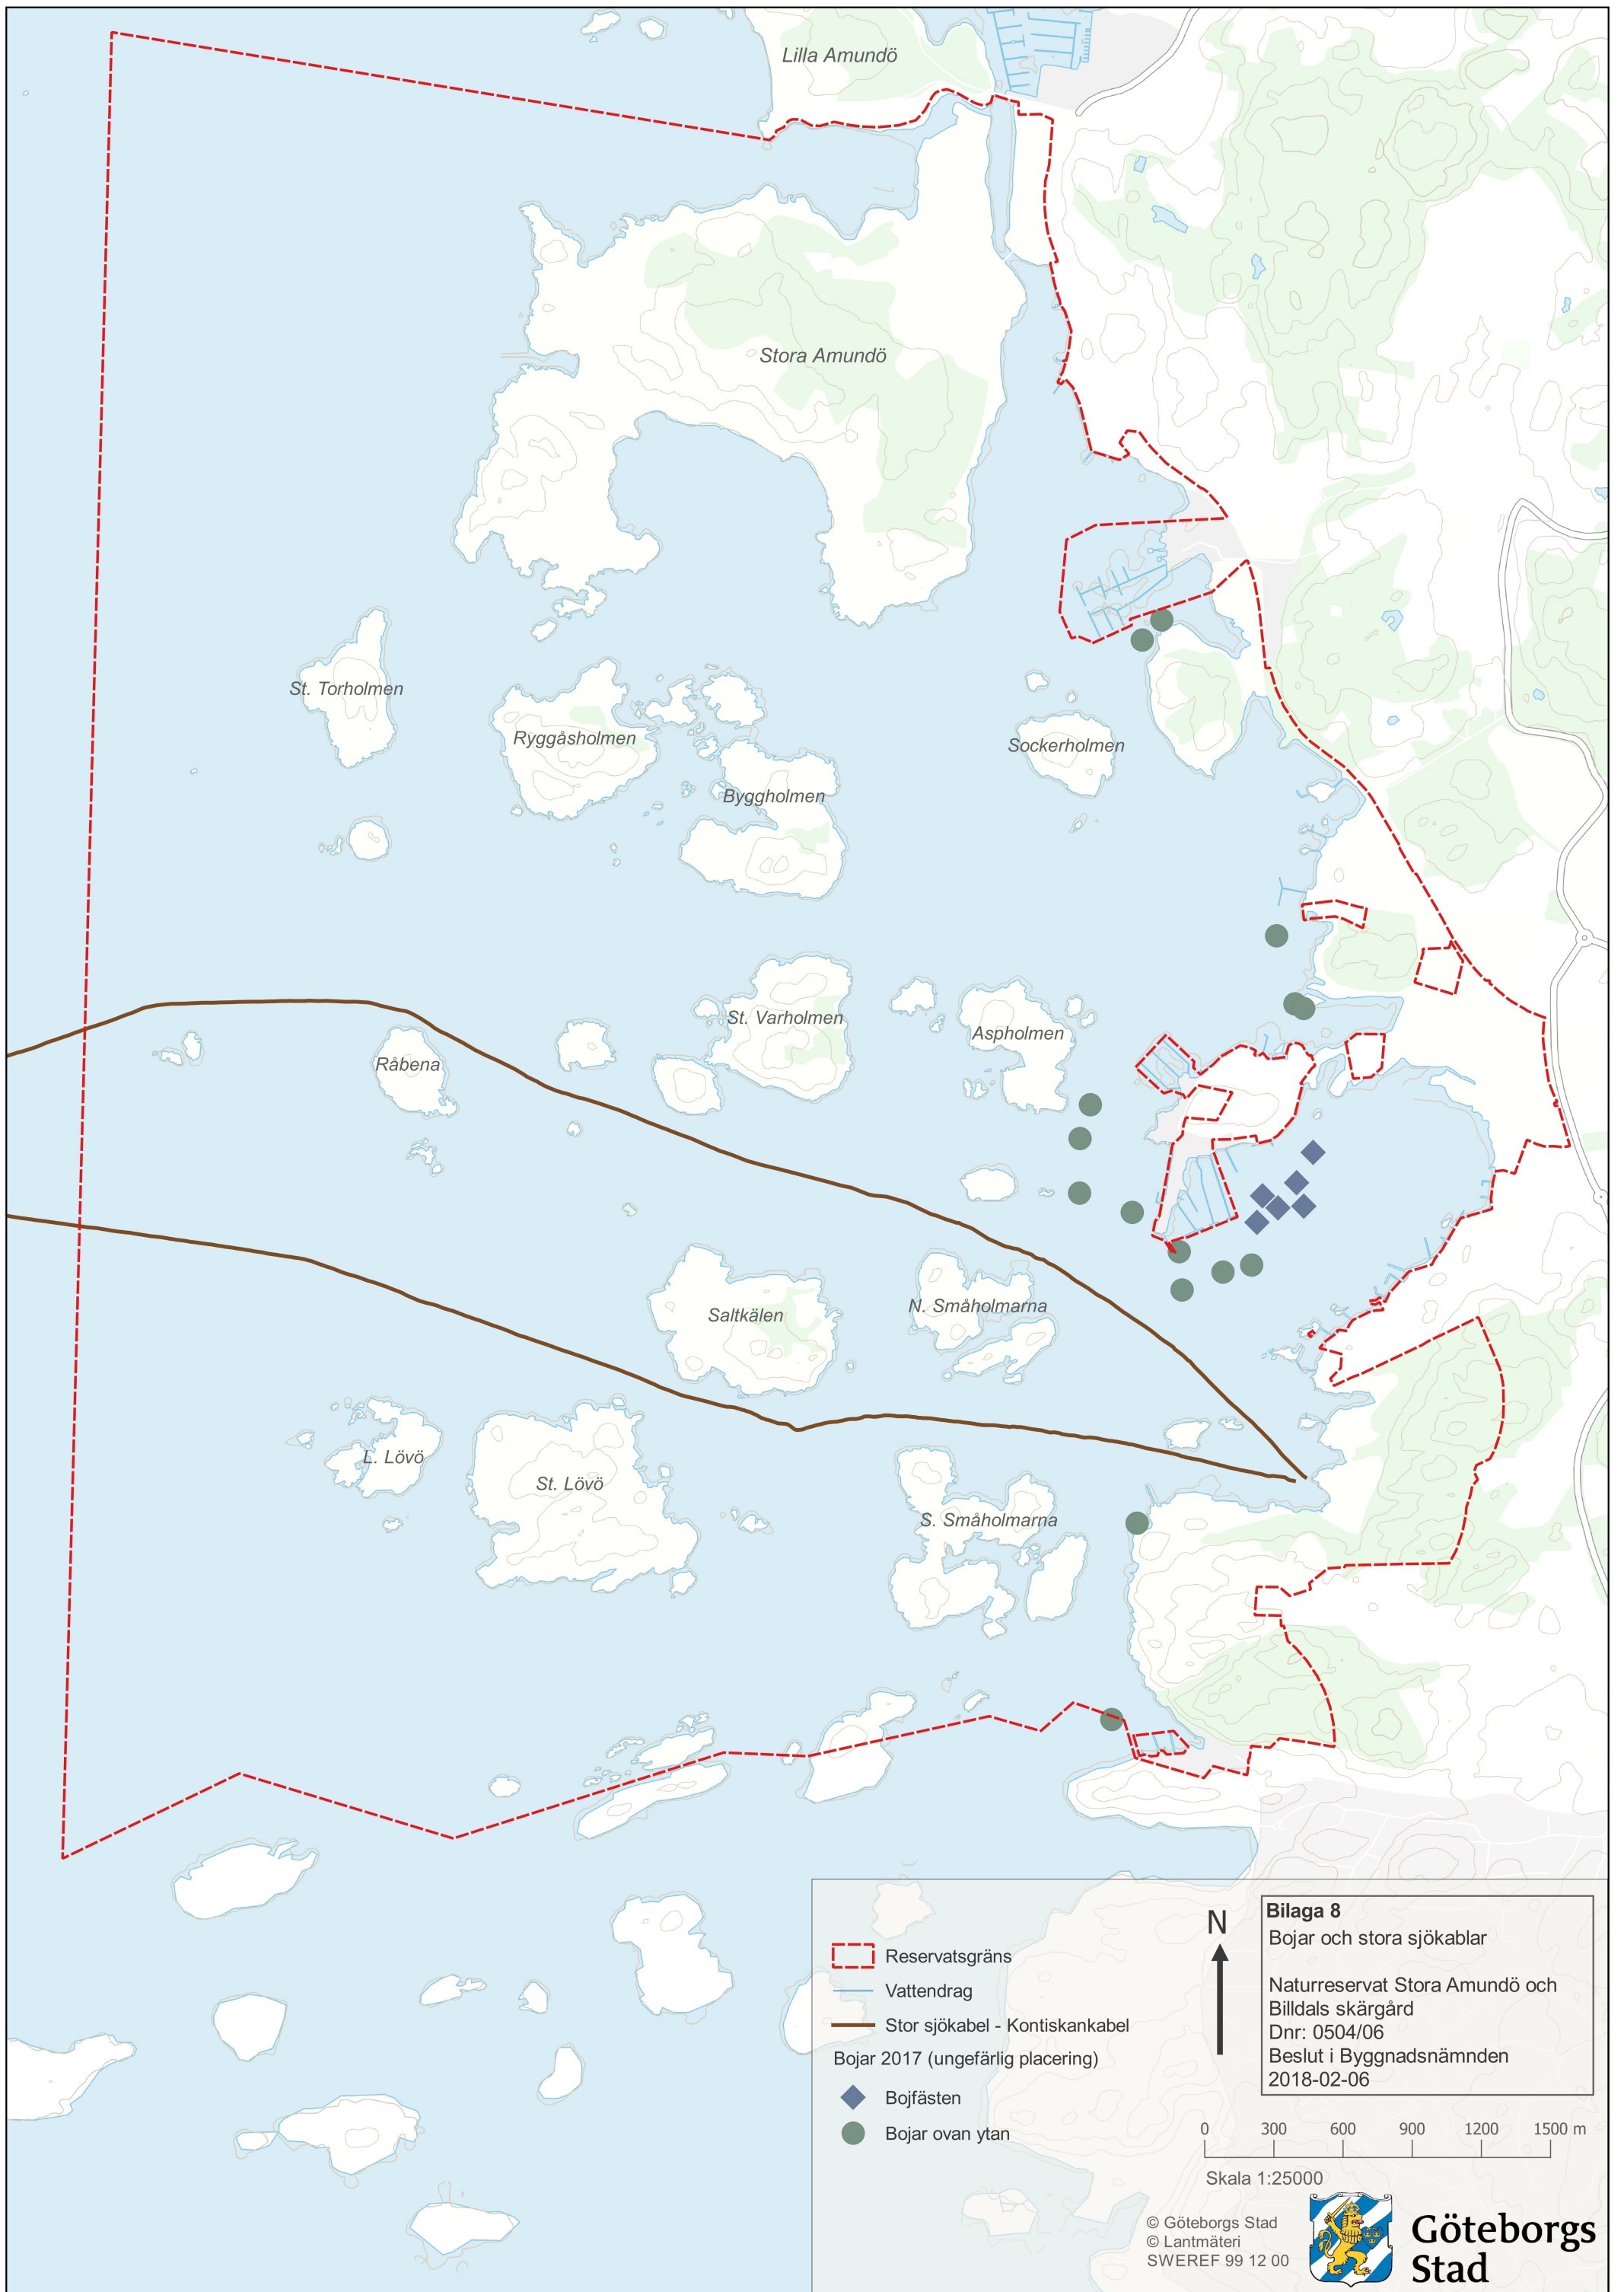 Lilla Amundö
Stora Amundö
St. Torholmen
Ryggåsholmen
Sockerholmen
Byggholmen
St. Varholmen
Aspholmen
Råbena
N. Småholmarna
Saltkälen
L. Lövö
St. Lövö
S. Småholmarna
Reservatsgräns
Vattendrag
Stor sjökabel - Kontiskankabel
Bojar 2017 (ungefärlig placering)
Bojfästen
Bojar ovan ytan
N
Bilaga 8
Bojar och stora sjökablar
Naturreservat Stora Amundö och
Billdals skärgård
Dnr: 0504/06
Beslut i Byggnadsnämnden
2018-02-06
0 300 600 900 1200 1500 m
Skala 1:25000
© Göteborgs Stad
© Lantmäteri
SWEREF 99 12 00
Göteborgs
Stad